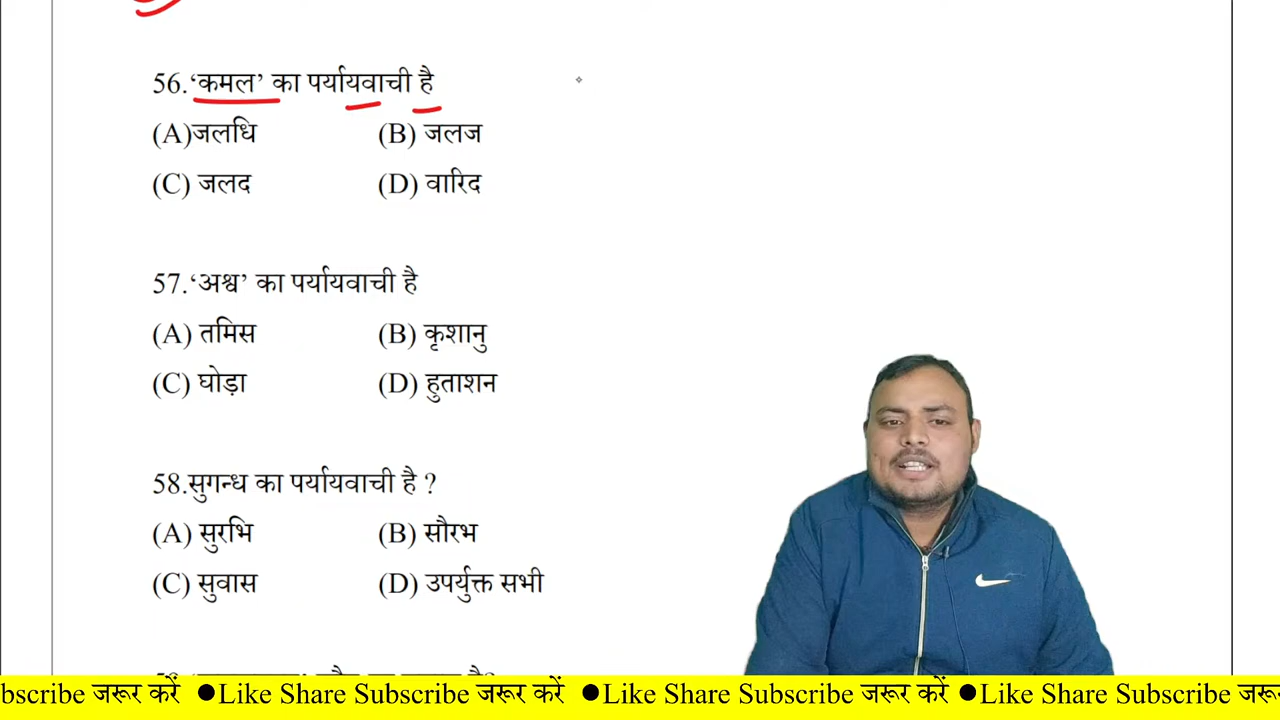 56.‘कमल’ का पर्यायवाची है
(A)जलधि (B) जलज
(C) जलद (D) वारिद
57.‘अश्व’ का पर्यायवाची है
(A) तमिस (B) कृशानु
(C) घोड़ा (D) हुताशन
58.सुगन्ध का पर्यायवाची है ?
(A) सुरभि (B) सौरभ
(C) सुवास (D) उपर्युक्त सभी
bscribe जरूर करें ●Like Share Subscribe जरूर करें ●Like Share Subscribe जरूर करें ●Like Share Subscribe जरू